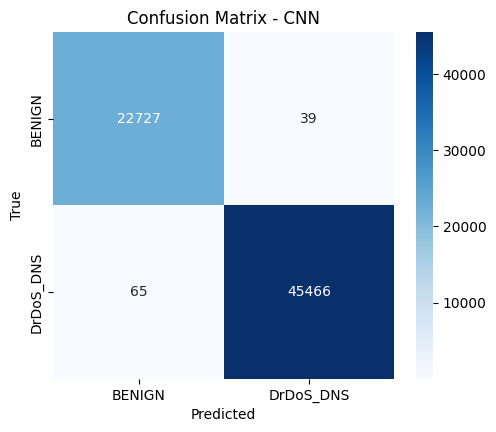 Confusion Matrix - CNN
True
BENIGN
22727 39
DrDoS_DNS
65 45466
BENIGN DrDoS_DNS
Predicted
40000
30000
20000
10000